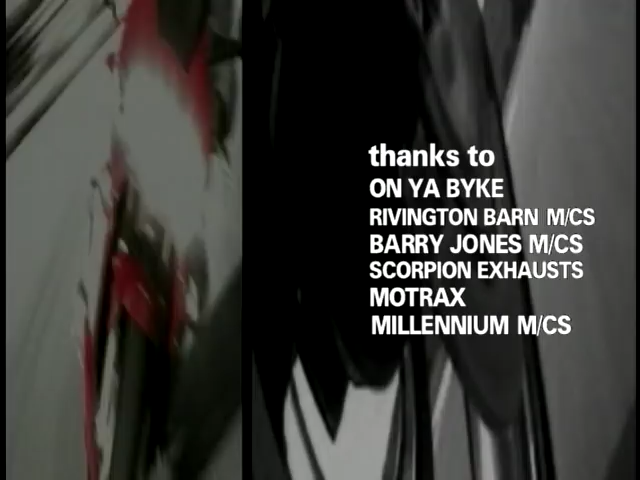 thanks to
ON YA BYKE
RIVINGTON BARN M/CS
BARRY JONES M/CS
SCORPION EXHAUSTS
MOTRAX
MILLENNIUM M/CS